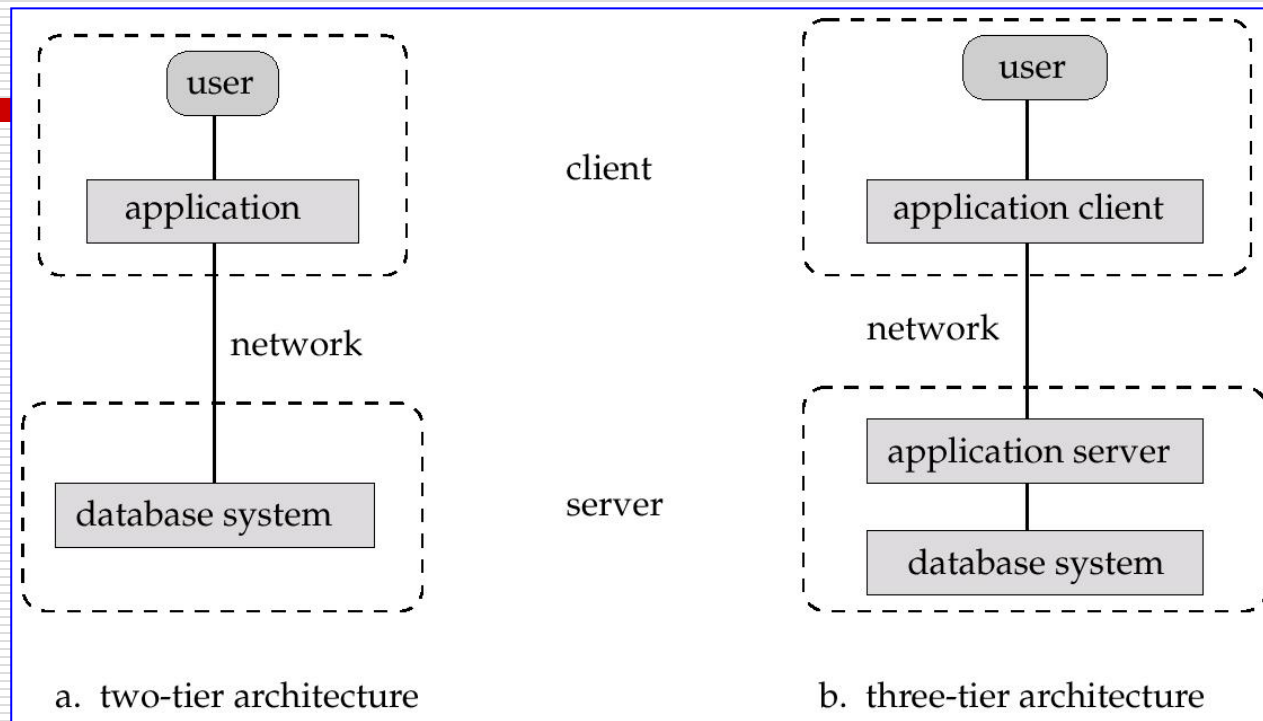 user
application
network
database system
a. two-tier architecture
client
server
user
application client
network
application server
database system
b. three-tier architecture